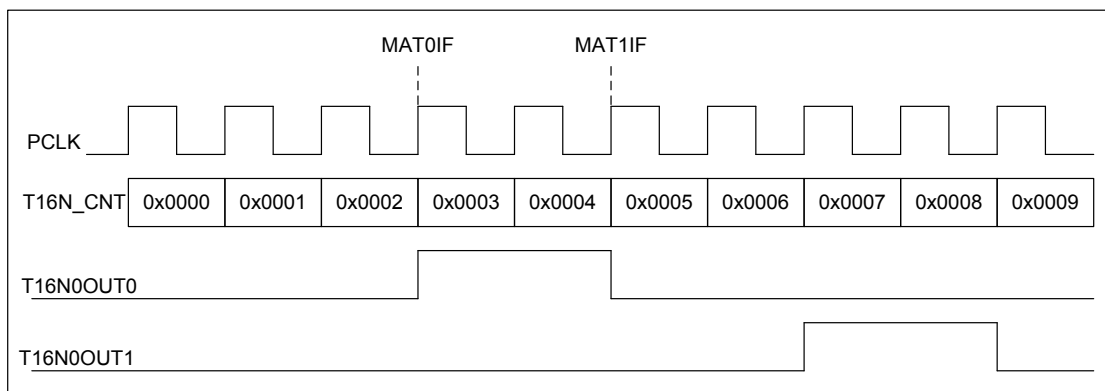 MAT0IF MAT1IF
PCLK
T16N_CNT 0x0000 0x0001 0x0002 0x0003 0x0004 0x0005 0x0006 0x0007 0x0008 0x0009
T16N0OUT0
T16N0OUT1